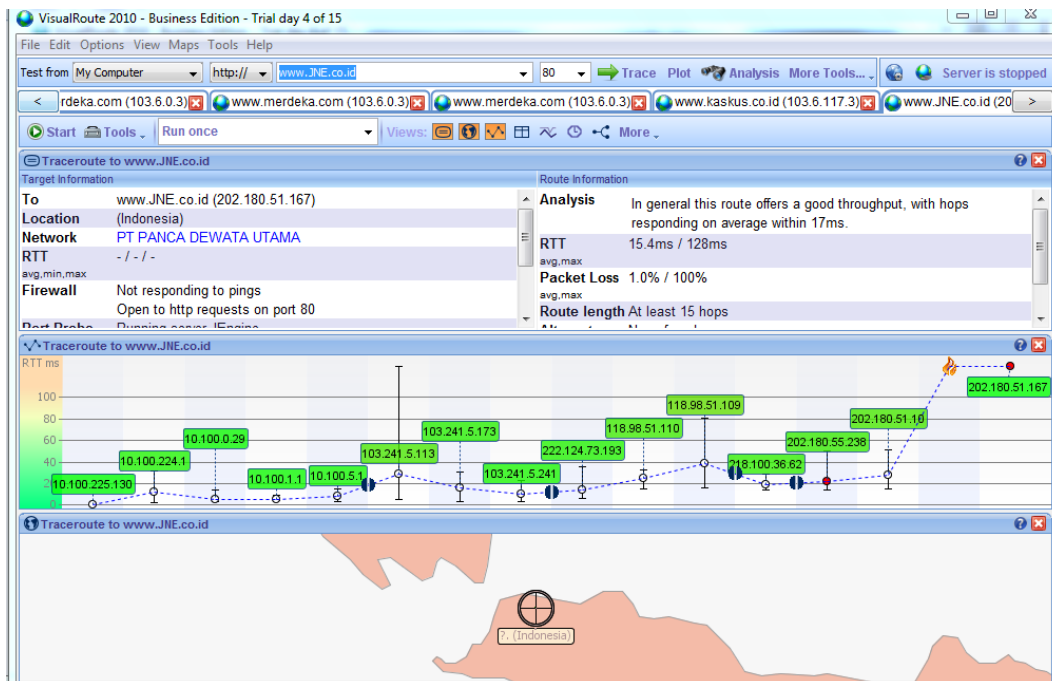 VisualRoute 2010 - Business Edition - Trial day 4 of 15
File Edit Options View Maps Tools Help
Test from My Computer http:// www.JNE.co.id 80 Trace Plot Analysis More Tools... Server is stopped
< rdeka.com (103.6.0.3) www.merdeka.com (103.6.0.3) www.merdeka.com (103.6.0.3) www.kaskus.co.id (103.6.117.3) www.JNE.co.id (20 >
Start Tools Run once Views: More
Traceroute to www.JNE.co.id
Target Information Route Information
To www.JNE.co.id (202.180.51.167)
Location (Indonesia)
Network PT PANCA DEWATA UTAMA
RTT - / - / -
avg,min,max
Firewall Not responding to pings
Open to http requests on port 80
Port Probe Running server JEngine
Analysis In general this route offers a good throughput, with hops
responding on average within 17ms.
RTT 15.4ms / 128ms
avg,max
Packet Loss 1.0% / 100%
avg,max
Route length At least 15 hops
Traceroute to www.JNE.co.id
RTT ms
100
80
60
40
20
0
10.100.225.130
10.100.224.1
10.100.0.29
10.100.1.1
10.100.5.1
103.241.5.113
103.241.5.173
103.241.5.241
222.124.73.193
118.98.51.110
118.98.51.109
218.100.36.62
202.180.55.238
202.180.51.167
Traceroute to www.JNE.co.id
?. (Indonesia)